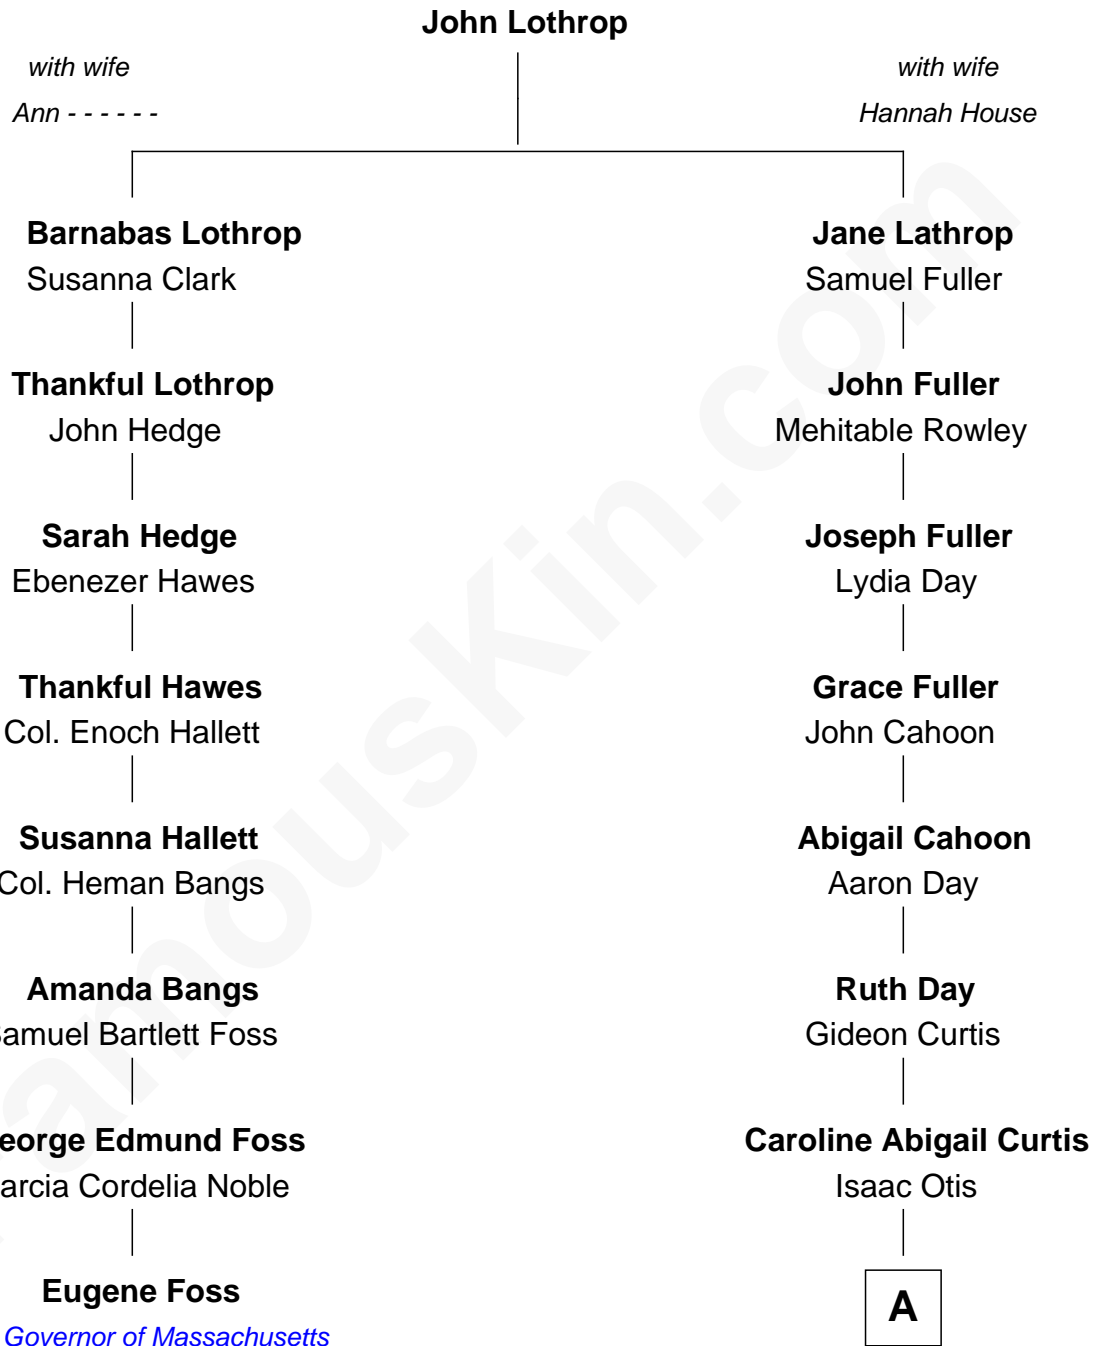 John Lothrop
with wife
Ann - - - - - -
with wife
Hannah House
Barnabas Lothrop
Susanna Clark
Jane Lathrop
Samuel Fuller
Thankful Lothrop
John Hedge
John Fuller
Mehitable Rowley
Sarah Hedge
Ebenezer Hawes
Joseph Fuller
Lydia Day
Thankful Hawes
Col. Enoch Hallett
Grace Fuller
John Cahoon
Susanna Hallett
Col. Heman Bangs
Abigail Cahoon
Aaron Day
Amanda Bangs
Samuel Bartlett Foss
Ruth Day
Gideon Curtis
eorge Edmund Foss
arcia Cordelia Noble
Caroline Abigail Curtis
Isaac Otis
Eugene Foss
Governor of Massachusetts
A
amousKin.com